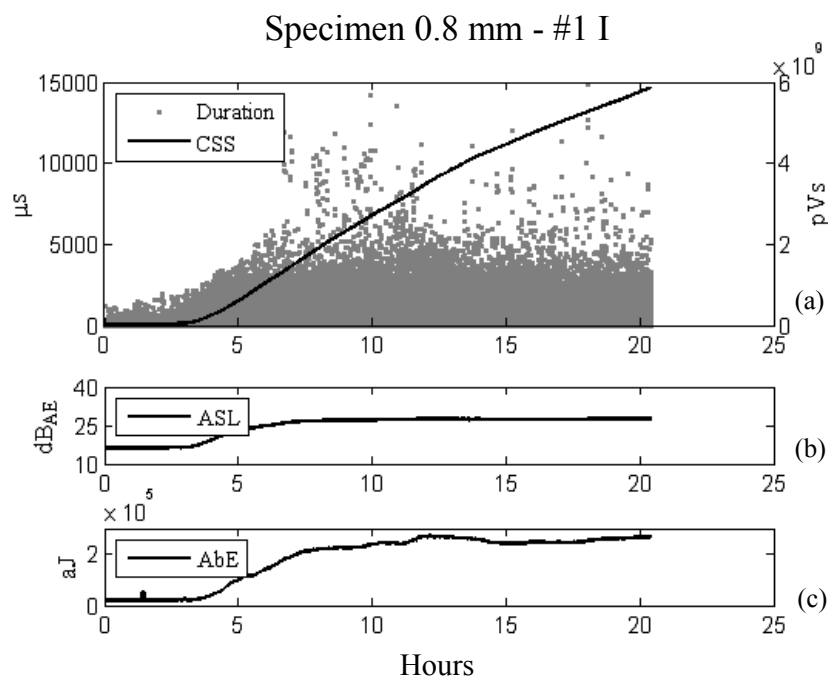 Specimen 0.8 mm - #1 I
× 10⁹
15000
10000
5000
0
μs
Duration
CSS
6
4
2
0
pVs
(a)
0 5 10 15 20 25
40
25
10
dB_AE
ASL
(b)
0 5 10 15 20 25
× 10⁵
2
0
aJ
AbE
(c)
0 5 10 15 20 25
Hours